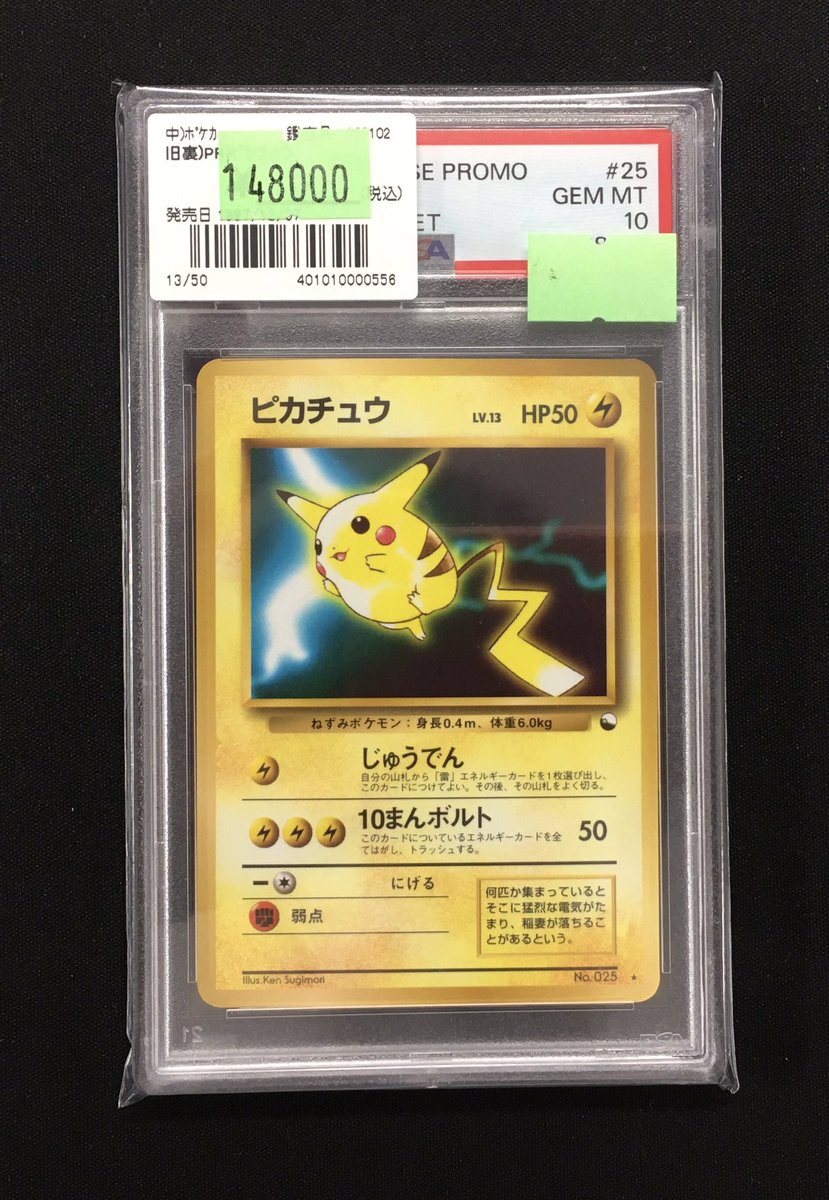 中)ポケカ
旧裏)PR
148000
(税込)
発売日
13/50
401010000556
SE PROMO #25
GEM MT
ET 10
ピカチュウ LV.13 HP50
ねずみポケモン：身長0.4m、体重6.0kg
じゅうでん
自分の山札から「雷」エネルギーカードを1枚選び出し、
このカードにつけてよい。その後、その山札をよく切る。
10まんボルト 50
このカードについているエネルギーカードを全
てはがし、トラッシュする。
にげる
弱点
何匹か集まっていると
そこに猛烈な電気がた
まり、稲妻が落ちるこ
とがあるという。
Illus.Ken Sugimori
No.025